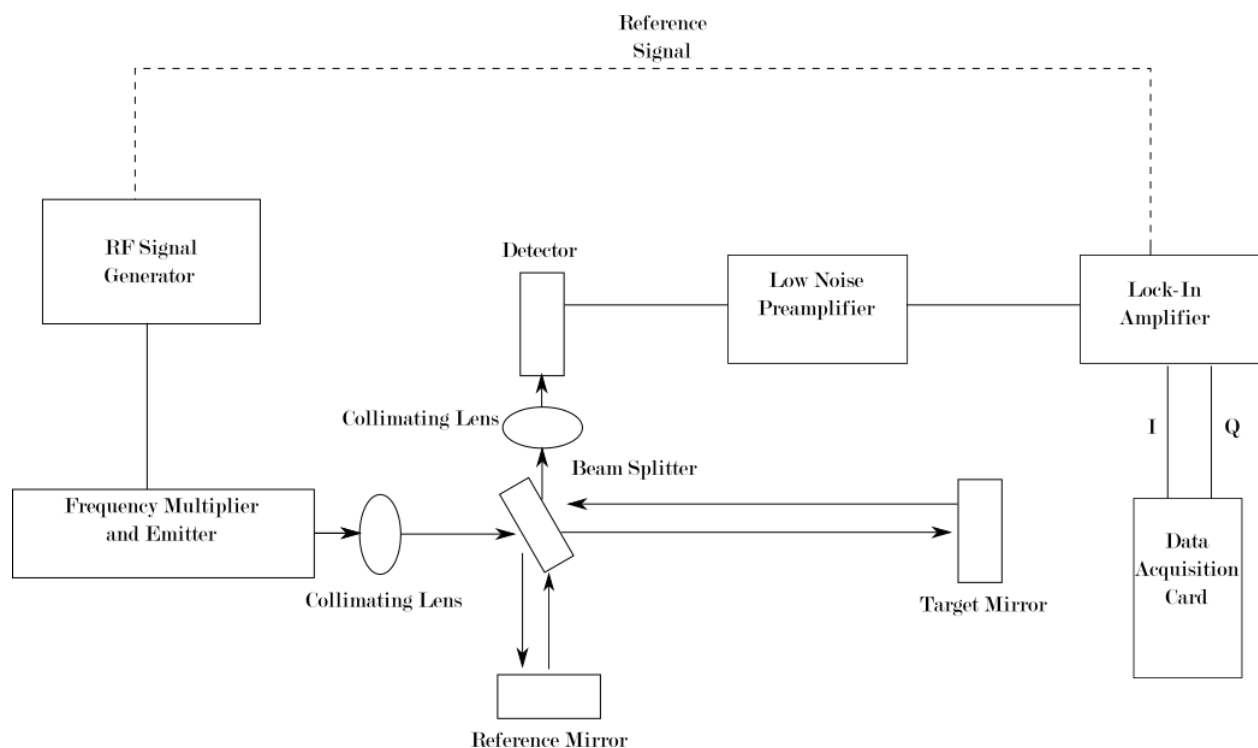 Reference
Signal
RF Signal
Generator
Detector
Low Noise
Preamplifier
Lock-In
Amplifier
Collimating Lens
I
Q
Beam Splitter
Frequency Multiplier
and Emitter
Data
Acquisition
Card
Collimating Lens
Target Mirror
Reference Mirror